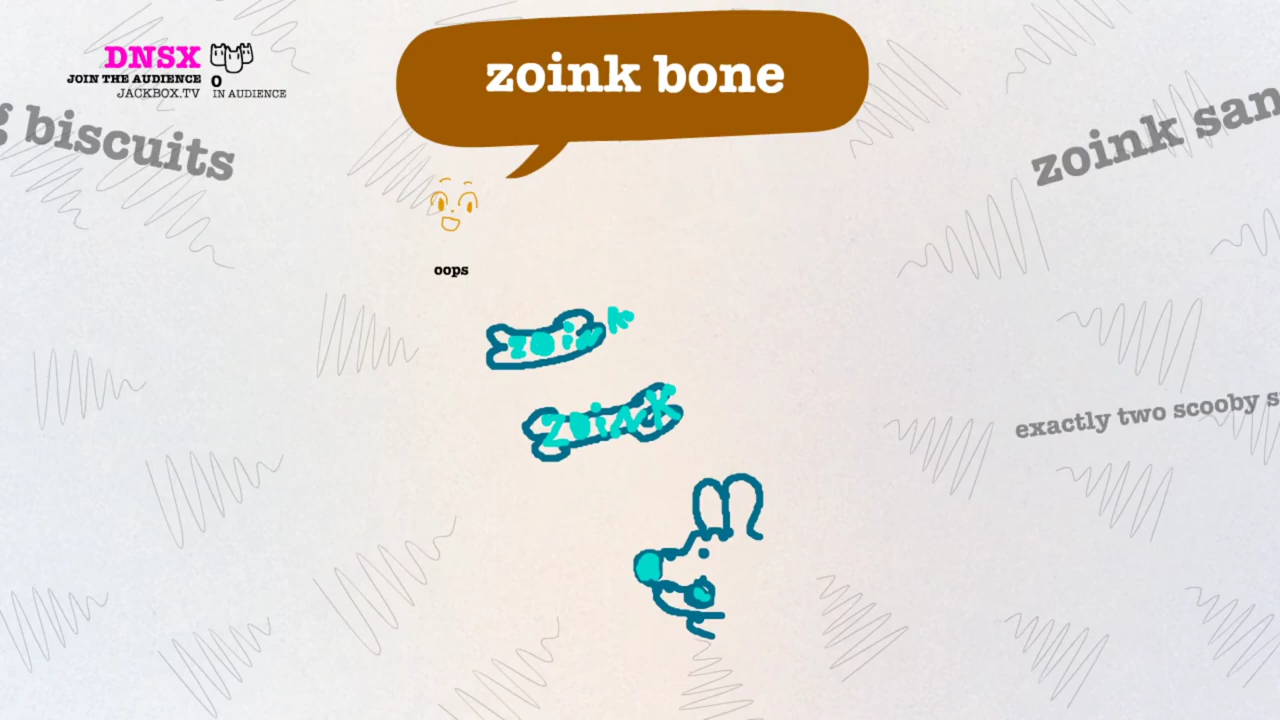 zoink bone
DNSX
JOIN THE AUDIENCE
JACKBOX.TV
0
IN AUDIENCE
biscuits
zoink san
oops
zoink
zoink
exactly two scooby s